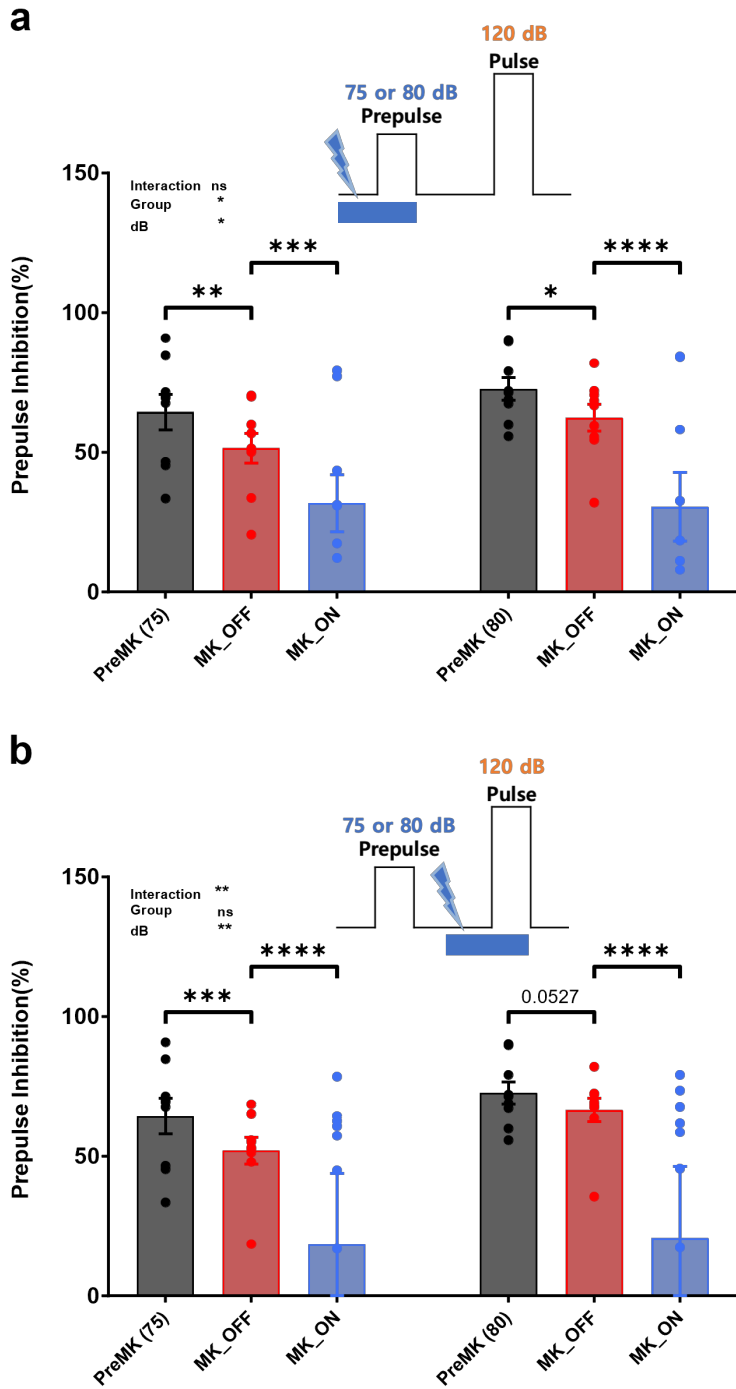 a
120 dB
Pulse
75 or 80 dB
Prepulse
150
Interaction ns
Group *
dB *
*** ****
** *
100
Prepulse Inhibition(%)
50
0
PreMK (75) MK_OFF MK_ON PreMK (80) MK_OFF MK_ON
b
120 dB
Pulse
75 or 80 dB
Prepulse
150
Interaction **
Group ns
dB **
**** ****
*** 0.0527
100
Prepulse Inhibition(%)
50
0
PreMK (75) MK_OFF MK_ON PreMK (80) MK_OFF MK_ON